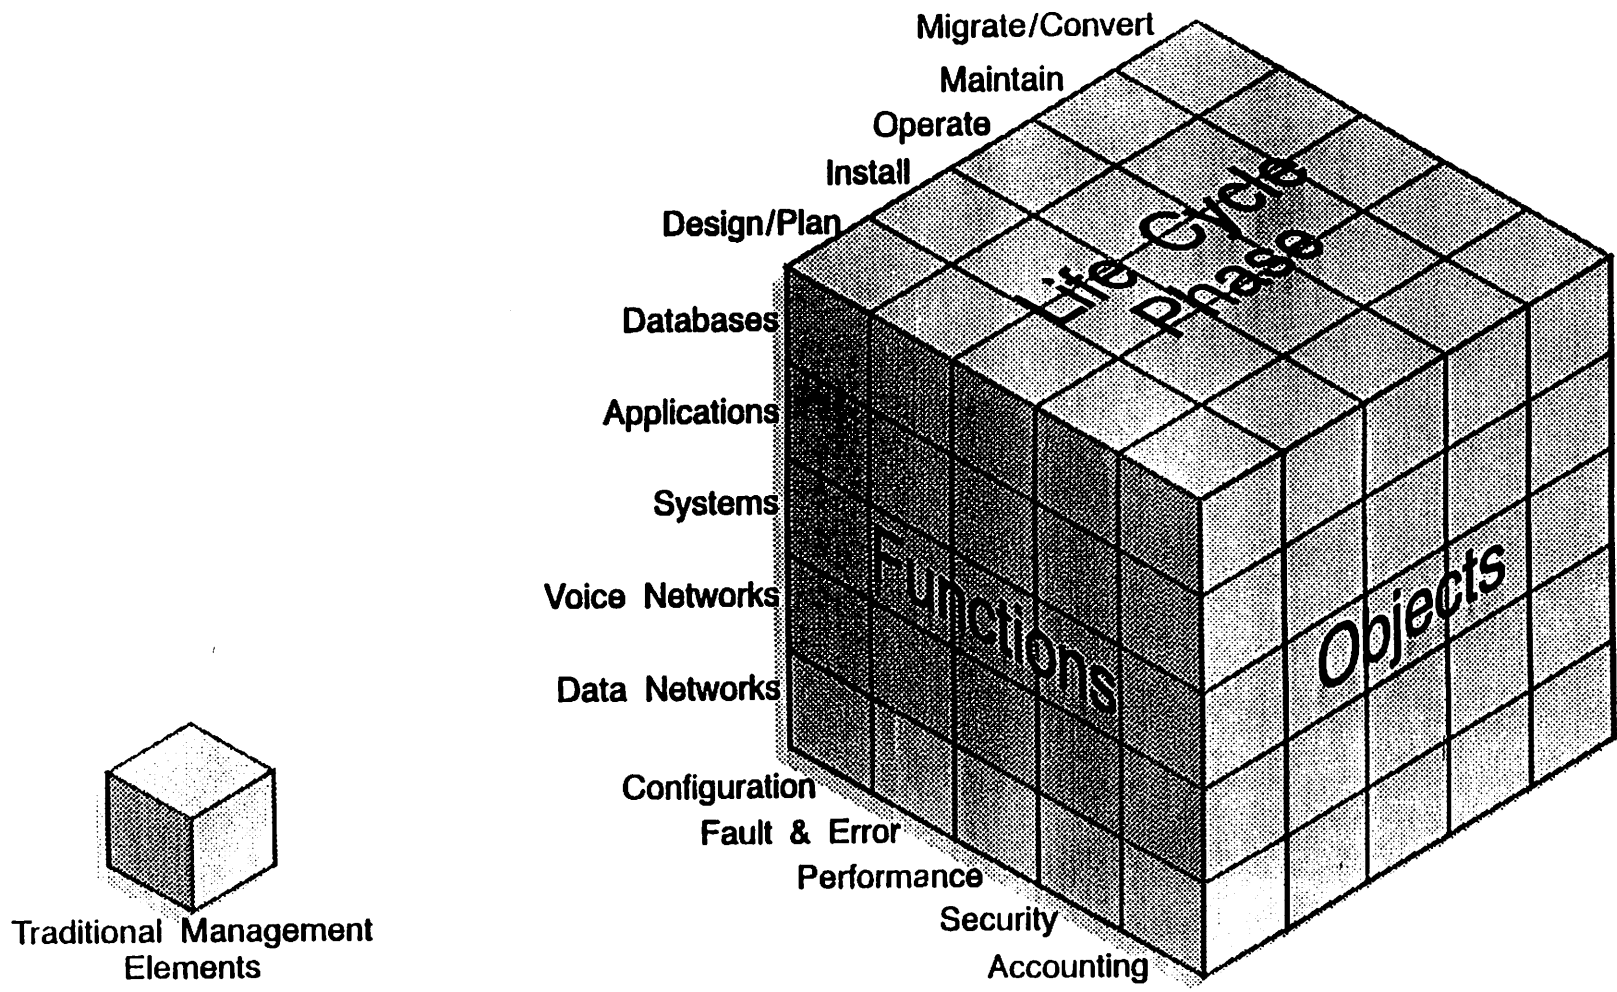 Migrate/Convert
Maintain
Operate
Install
Design/Plan
Life Cycle
Phase
Databases
Applications
Systems
Voice Networks
Data Networks
Functions
Objects
Configuration
Fault & Error
Performance
Security
Accounting
Traditional Management
Elements